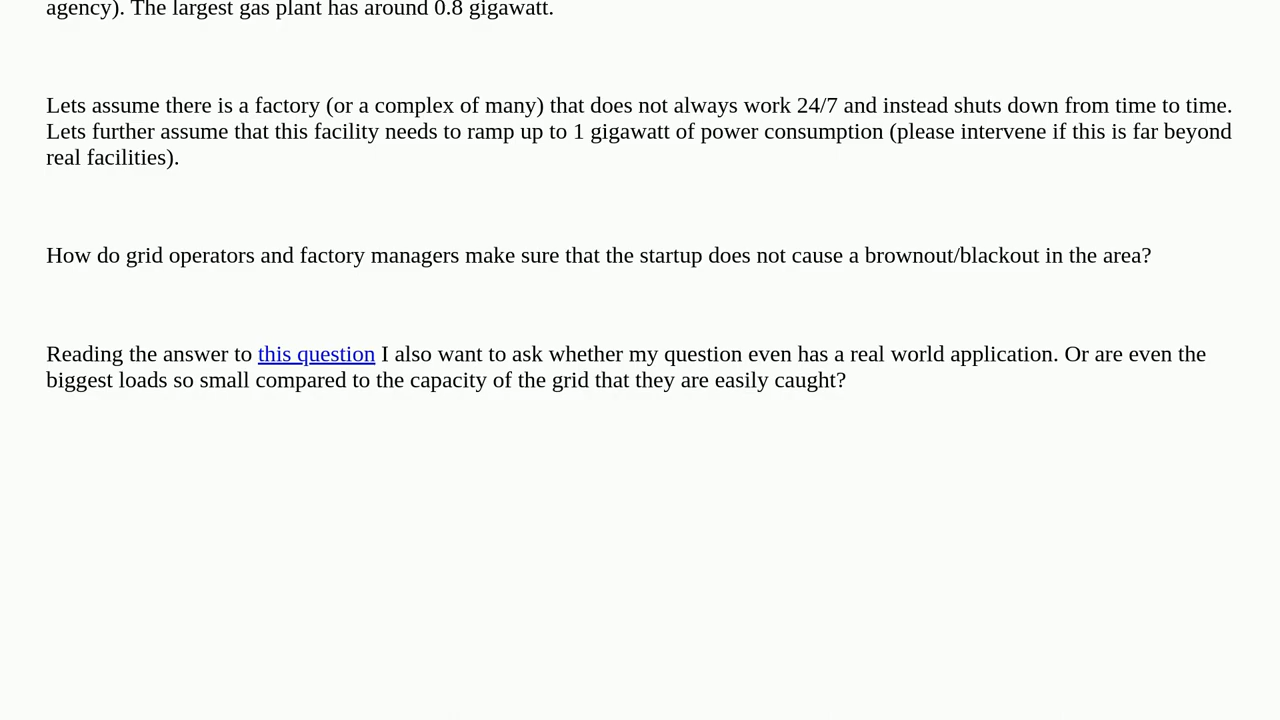 agency). The largest gas plant has around 0.8 gigawatt.
Lets assume there is a factory (or a complex of many) that does not always work 24/7 and instead shuts down from time to time.
Lets further assume that this facility needs to ramp up to 1 gigawatt of power consumption (please intervene if this is far beyond
real facilities).
How do grid operators and factory managers make sure that the startup does not cause a brownout/blackout in the area?
Reading the answer to this question I also want to ask whether my question even has a real world application. Or are even the
biggest loads so small compared to the capacity of the grid that they are easily caught?